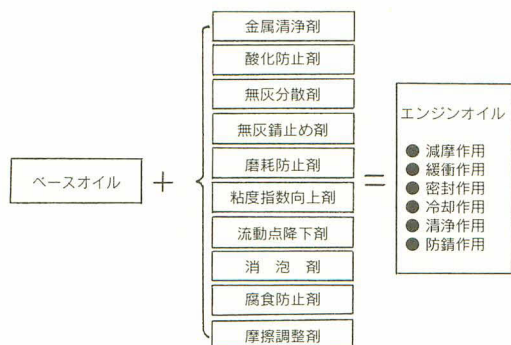 ベースオイル
＋
金属清浄剤
酸化防止剤
無灰分散剤
無灰錆止め剤
磨耗防止剤
粘度指数向上剤
流動点降下剤
消 泡 剤
腐食防止剤
摩擦調整剤
＝
エンジンオイル
● 減摩作用
● 緩衝作用
● 密封作用
● 冷却作用
● 清浄作用
● 防錆作用